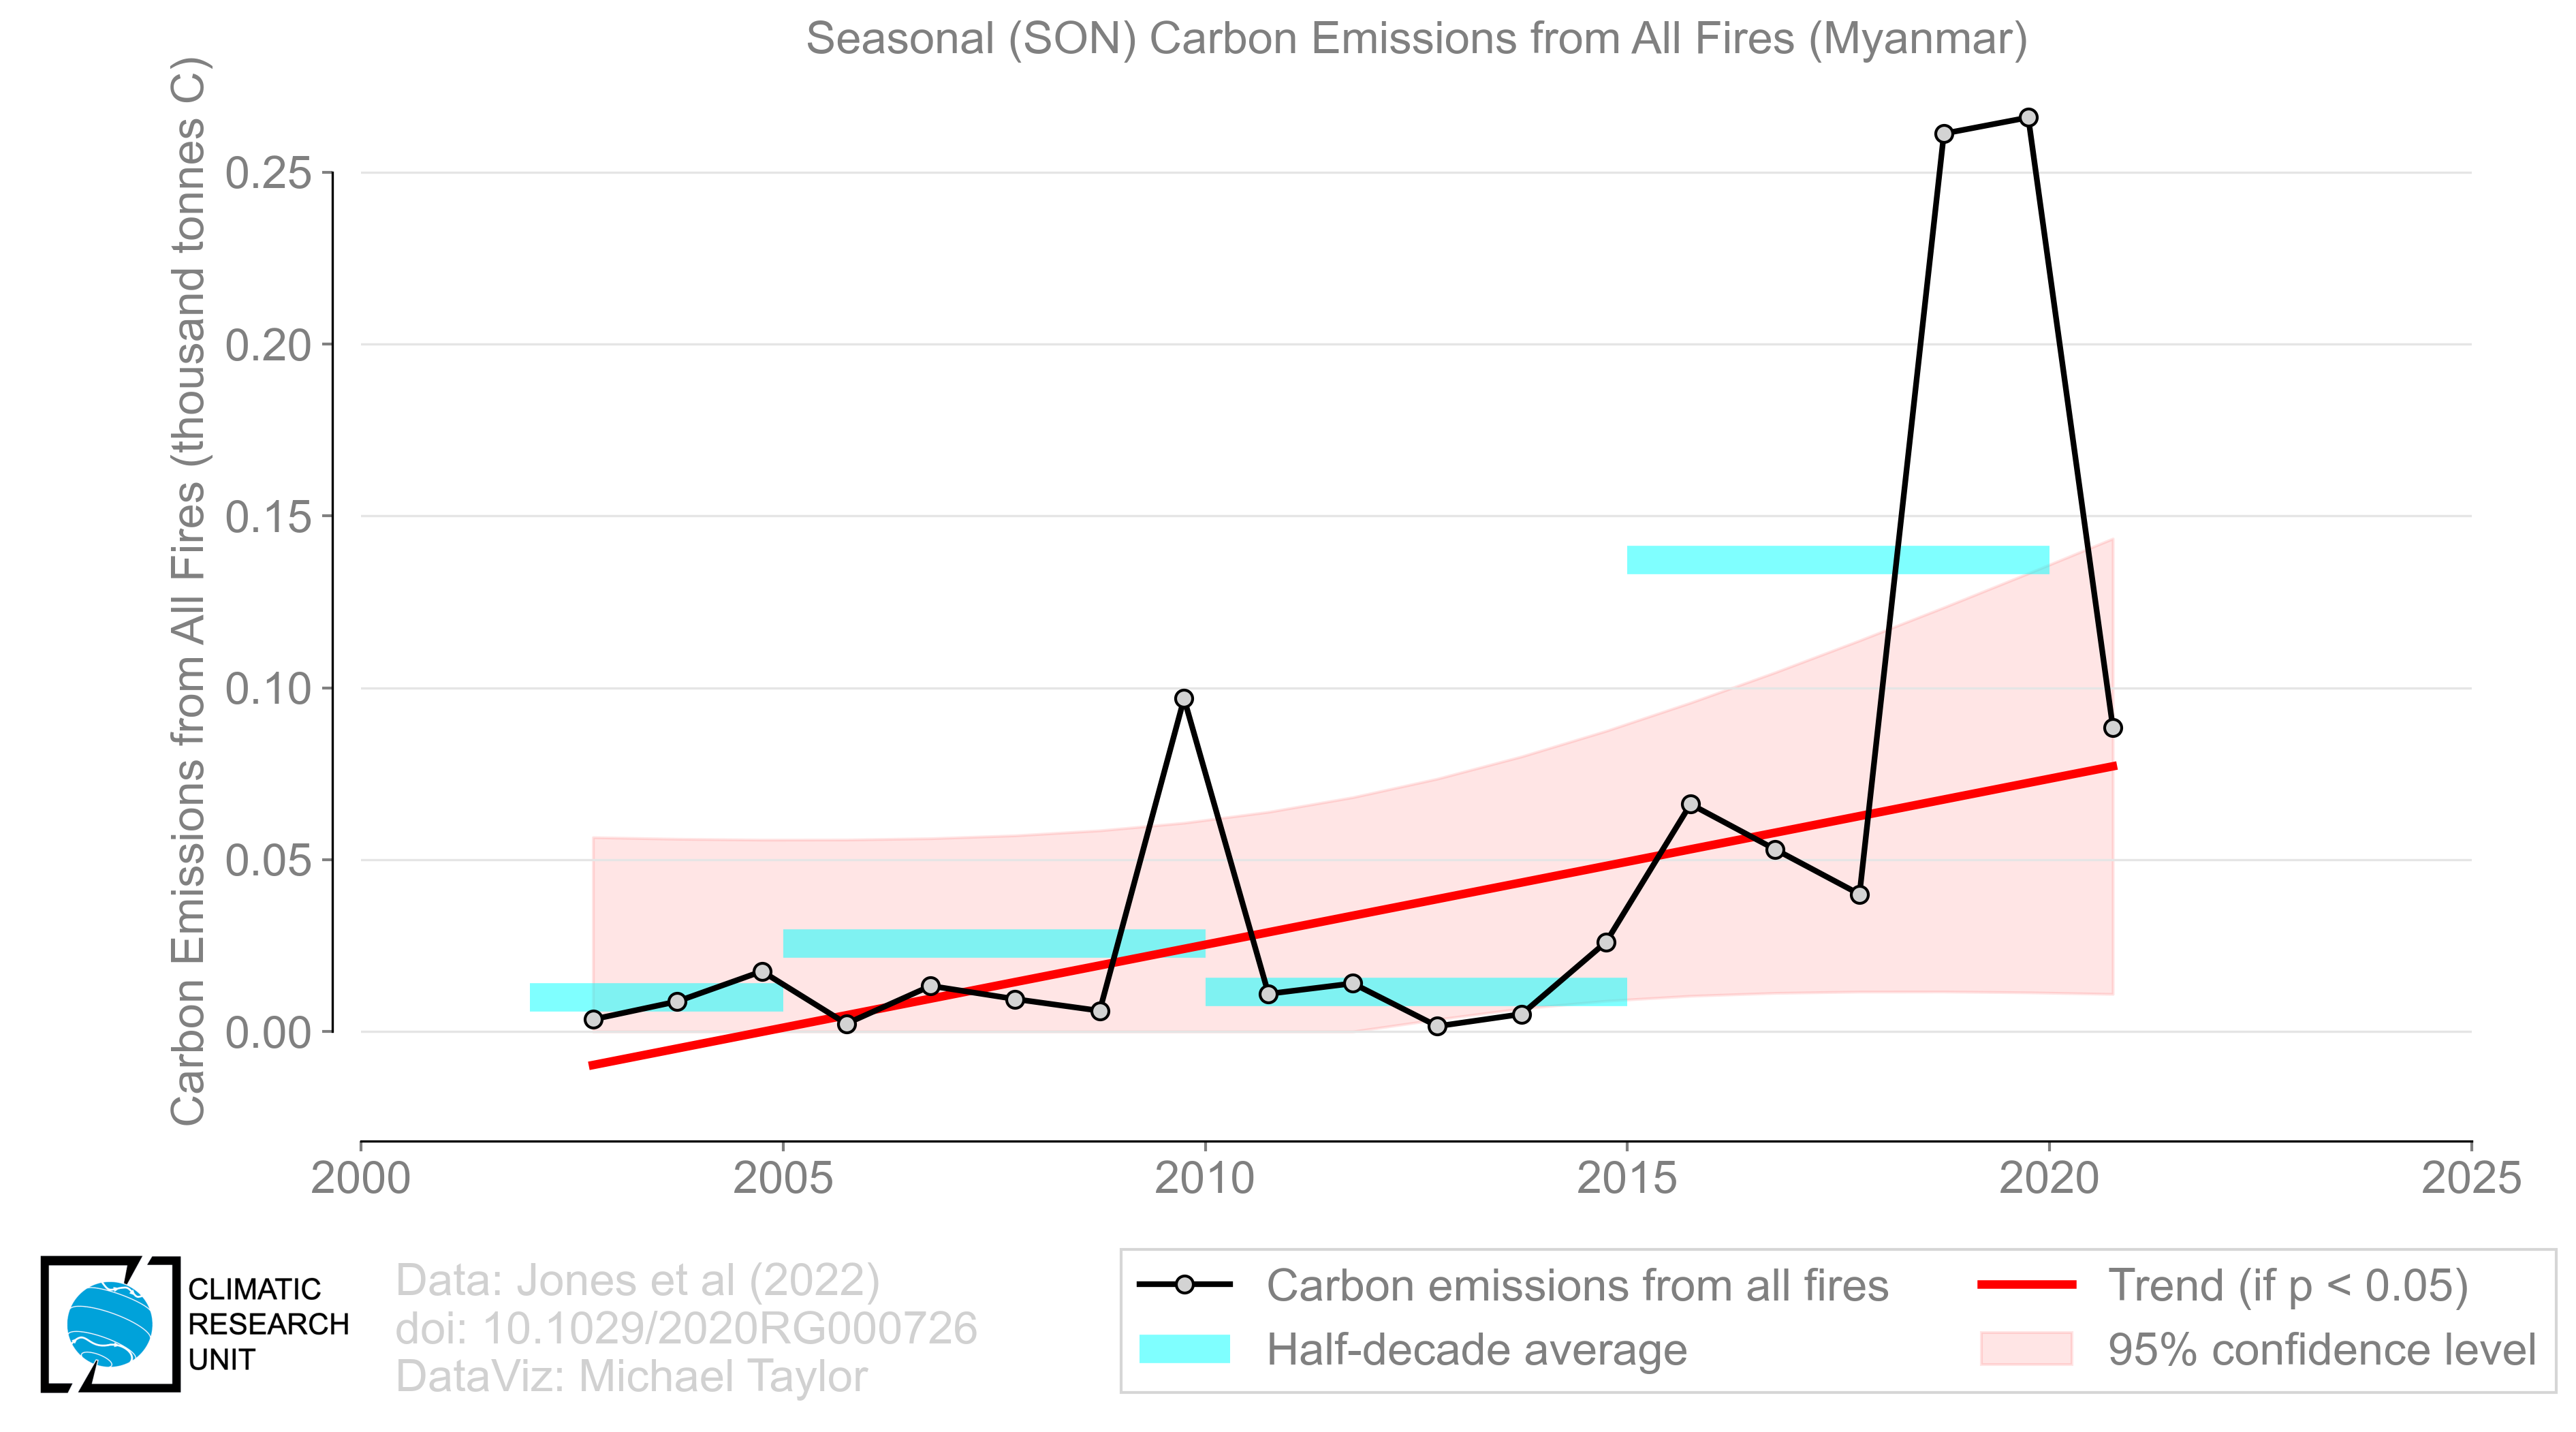 Seasonal (SON) Carbon Emissions from All Fires (Myanmar)
Carbon Emissions from All Fires (thousand tonnes C)
0.25
0.20
0.15
0.10
0.05
0.00
2000
2005
2010
2015
2020
2025
CLIMATIC
RESEARCH
UNIT
Data: Jones et al (2022)
doi: 10.1029/2020RG000726
DataViz: Michael Taylor
Carbon emissions from all fires
Half-decade average
Trend (if p < 0.05)
95% confidence level